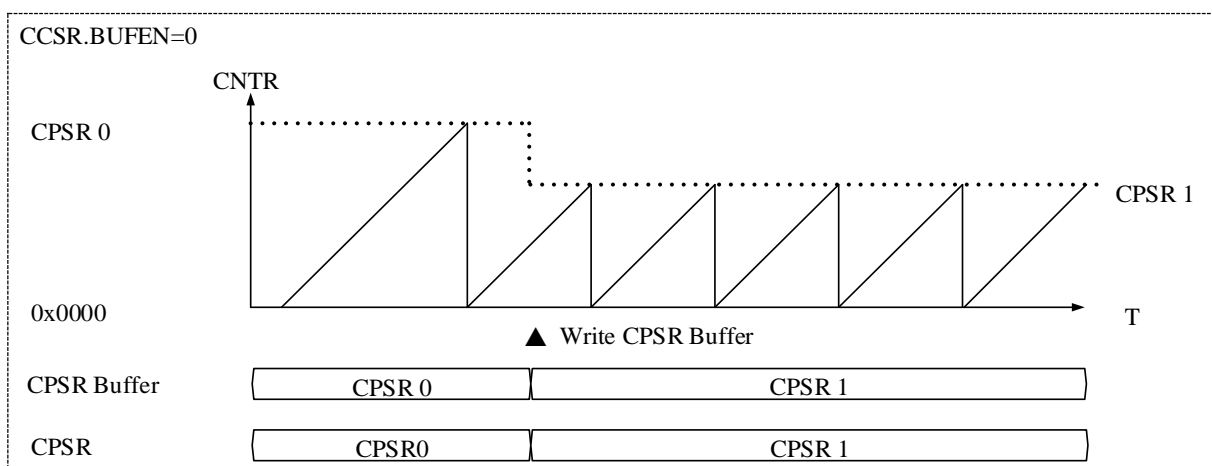 CCSR.BUFEN=0
CNTR
CPSR 0
CPSR 1
0x0000
T
▲ Write CPSR Buffer
CPSR Buffer CPSR 0 CPSR 1
CPSR CPSR0 CPSR 1